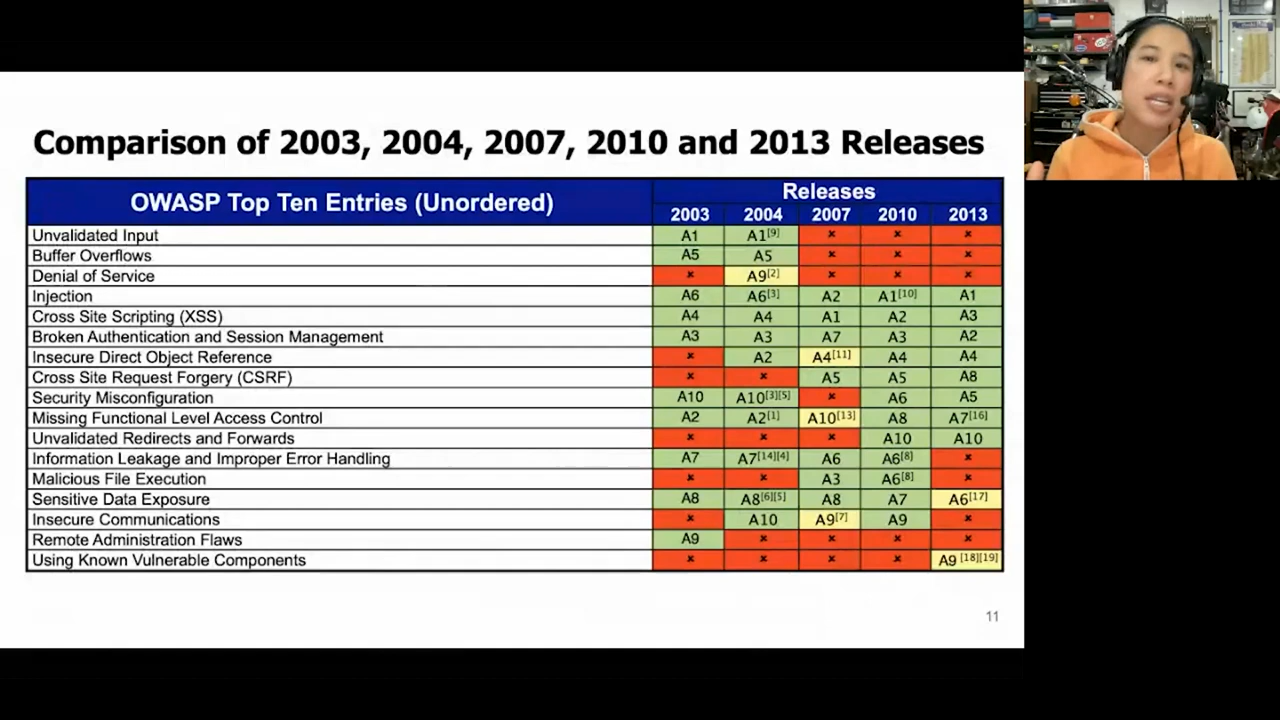 Comparison of 2003, 2004, 2007, 2010 and 2013 Releases
OWASP Top Ten Entries (Unordered)
Releases
2003 2004 2007 2010 2013
Unvalidated Input A1 A1[9] × × ×
Buffer Overflows A5 A5 × × ×
Denial of Service × A9[2] × × ×
Injection A6 A6[3] A2 A1[10] A1
Cross Site Scripting (XSS) A4 A4 A1 A2 A3
Broken Authentication and Session Management A3 A3 A7 A3 A2
Insecure Direct Object Reference × A2 A4[11] A4 A4
Cross Site Request Forgery (CSRF) × × A5 A5 A8
Security Misconfiguration A10 A10[3][5] × A6 A5
Missing Functional Level Access Control A2 A2[1] A10[13] A8 A7[16]
Unvalidated Redirects and Forwards × × × A10 A10
Information Leakage and Improper Error Handling A7 A7[14][4] A6 A6[8] ×
Malicious File Execution × × A3 A6[8] ×
Sensitive Data Exposure A8 A8[6][5] A8 A7 A6[17]
Insecure Communications × A10 A9[7] A9 ×
Remote Administration Flaws A9 × × × ×
Using Known Vulnerable Components × × × × A9 [18][19]
11